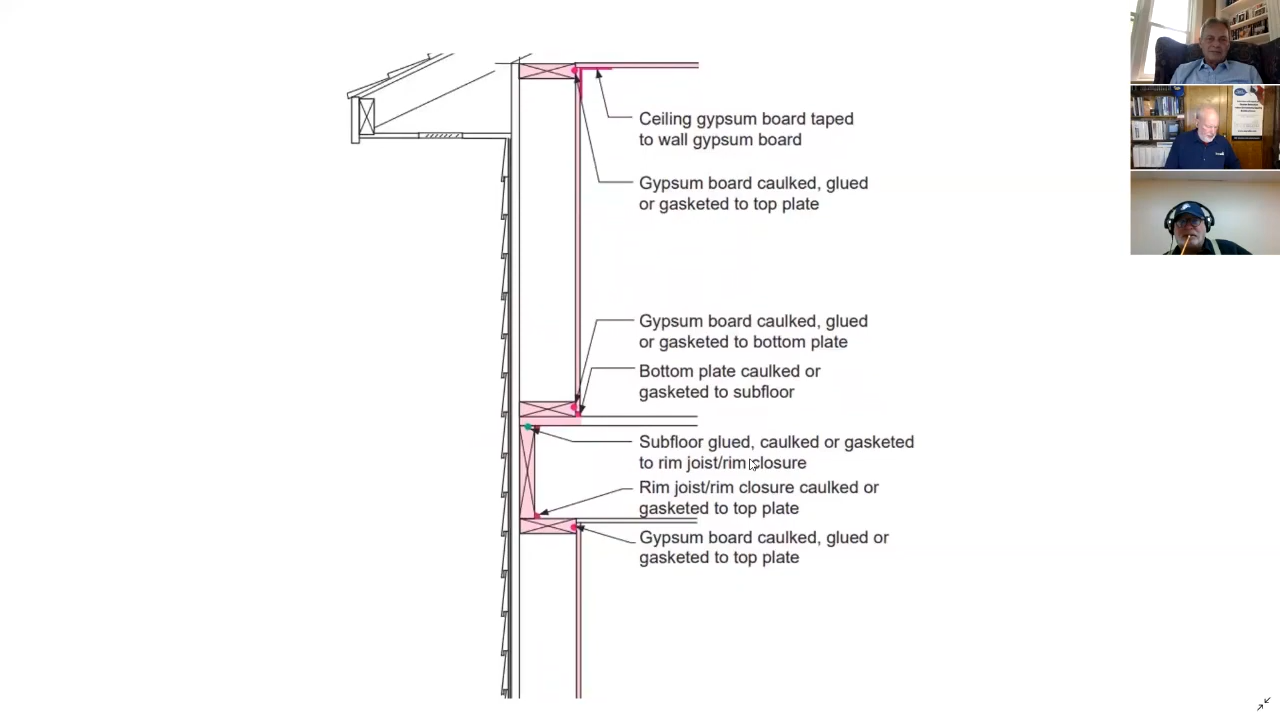 Ceiling gypsum board taped
to wall gypsum board
Gypsum board caulked, glued
or gasketed to top plate
Gypsum board caulked, glued
or gasketed to bottom plate
Bottom plate caulked or
gasketed to subfloor
Subfloor glued, caulked or gasketed
to rim joist/rim closure
Rim joist/rim closure caulked or
gasketed to top plate
Gypsum board caulked, glued or
gasketed to top plate